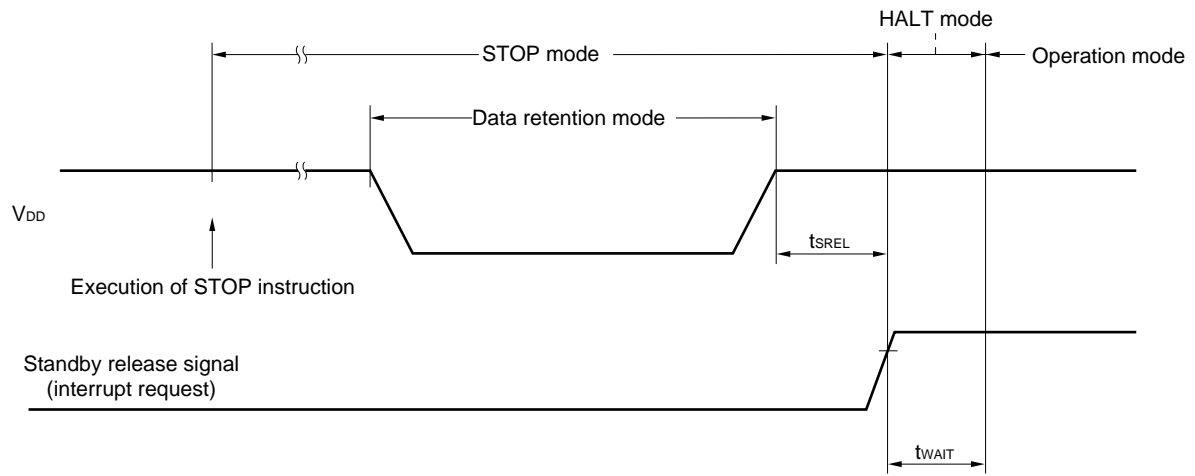 HALT mode
STOP mode
Operation mode
Data retention mode
VDD
tSREL
Execution of STOP instruction
Standby release signal
(interrupt request)
tWAIT